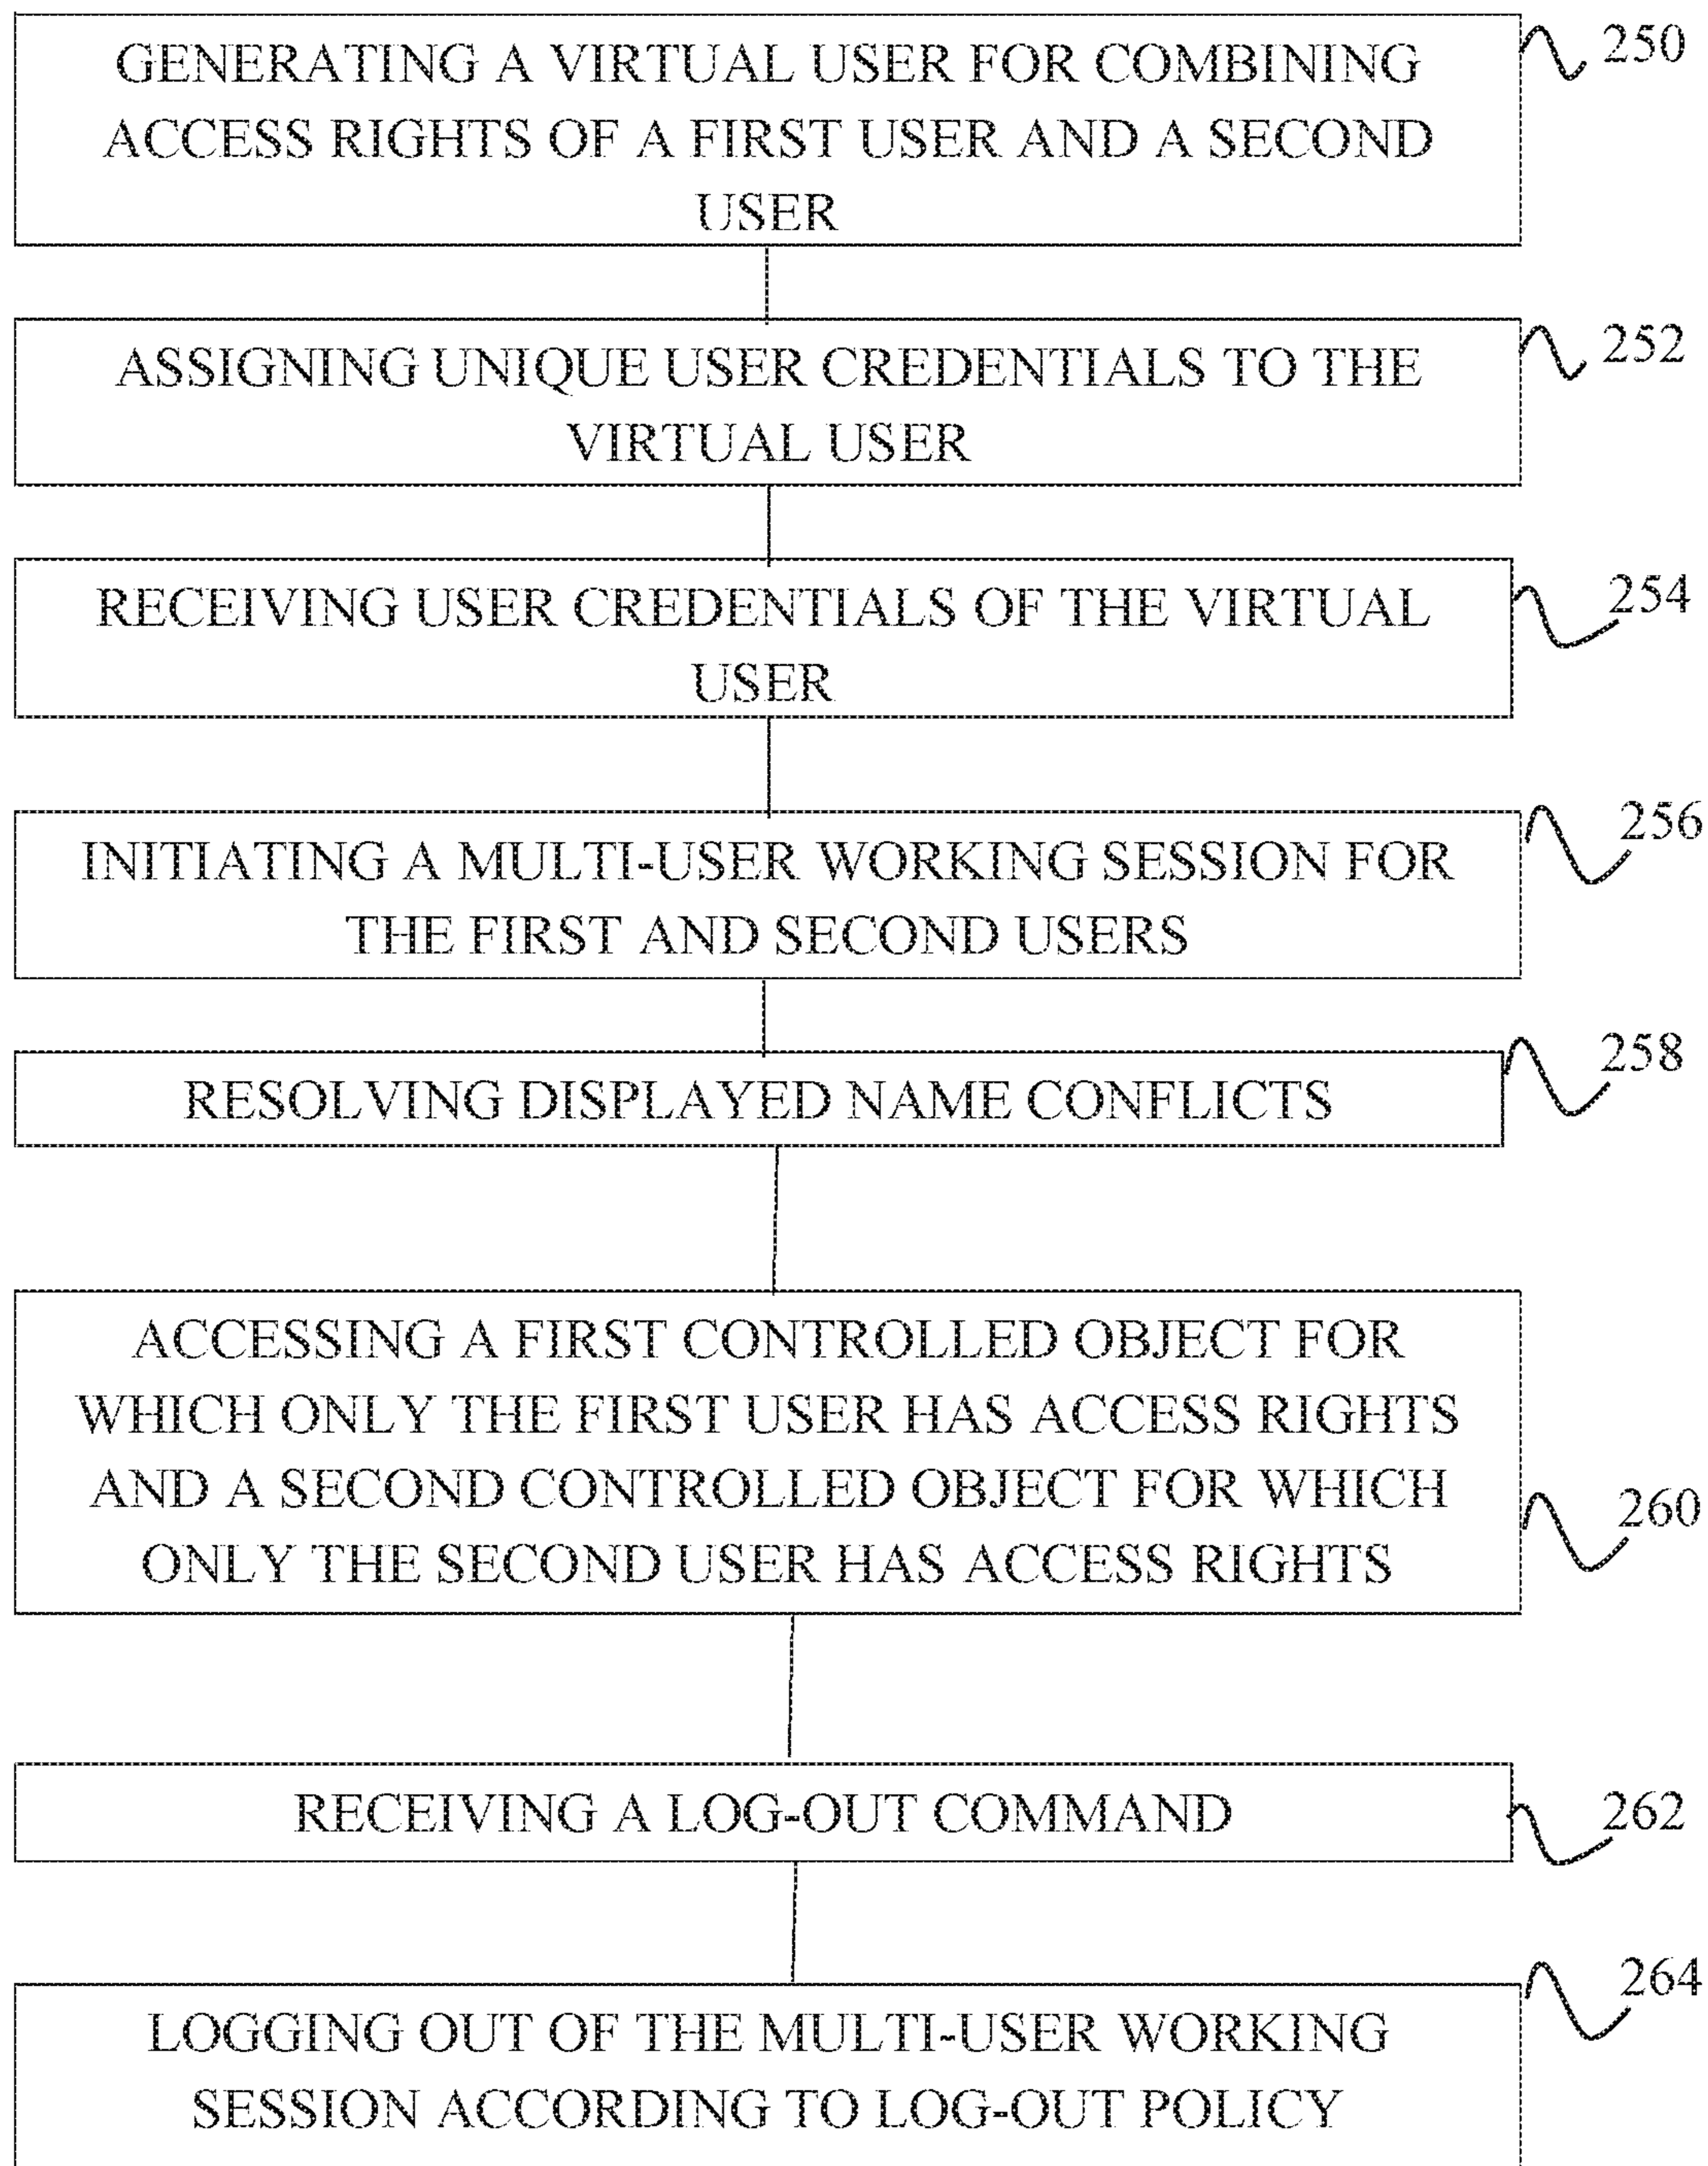 GENERATING A VIRTUAL USER FOR COMBINING
ACCESS RIGHTS OF A FIRST USER AND A SECOND
USER
250
ASSIGNING UNIQUE USER CREDENTIALS TO THE
VIRTUAL USER
252
RECEIVING USER CREDENTIALS OF THE VIRTUAL
USER
254
INITIATING A MULTI-USER WORKING SESSION FOR
THE FIRST AND SECOND USERS
256
RESOLVING DISPLAYED NAME CONFLICTS
258
ACCESSING A FIRST CONTROLLED OBJECT FOR
WHICH ONLY THE FIRST USER HAS ACCESS RIGHTS
AND A SECOND CONTROLLED OBJECT FOR WHICH
ONLY THE SECOND USER HAS ACCESS RIGHTS
260
RECEIVING A LOG-OUT COMMAND
262
LOGGING OUT OF THE MULTI-USER WORKING
SESSION ACCORDING TO LOG-OUT POLICY
264